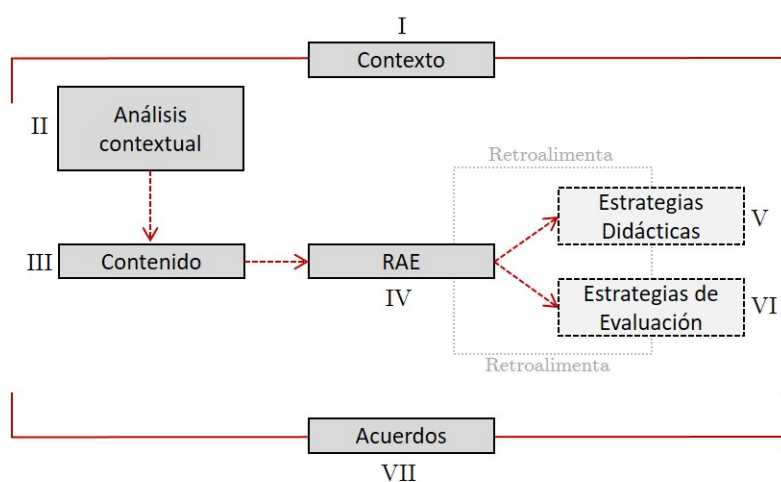 I
Contexto
II
Análisis
contextual
Retroalimenta
Estrategias
Didácticas
V
III
Contenido
RAE
IV
Estrategias de
Evaluación
VI
Retroalimenta
Acuerdos
VII